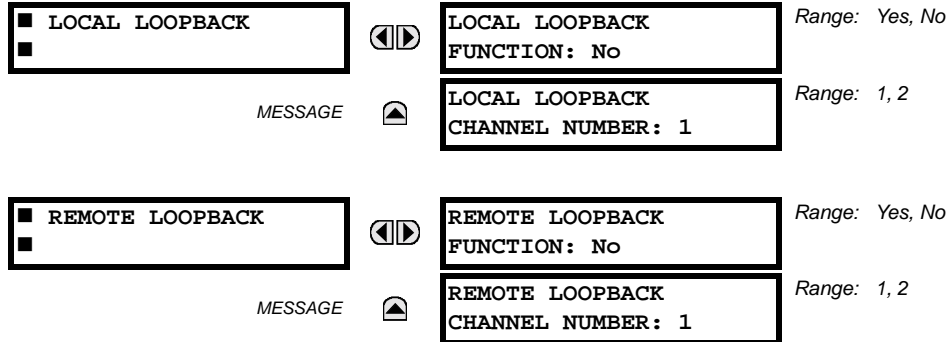 ■ LOCAL LOOPBACK
■
LOCAL LOOPBACK
FUNCTION: No
Range: Yes, No
MESSAGE
LOCAL LOOPBACK
CHANNEL NUMBER: 1
Range: 1, 2
■ REMOTE LOOPBACK
■
REMOTE LOOPBACK
FUNCTION: No
Range: Yes, No
MESSAGE
REMOTE LOOPBACK
CHANNEL NUMBER: 1
Range: 1, 2